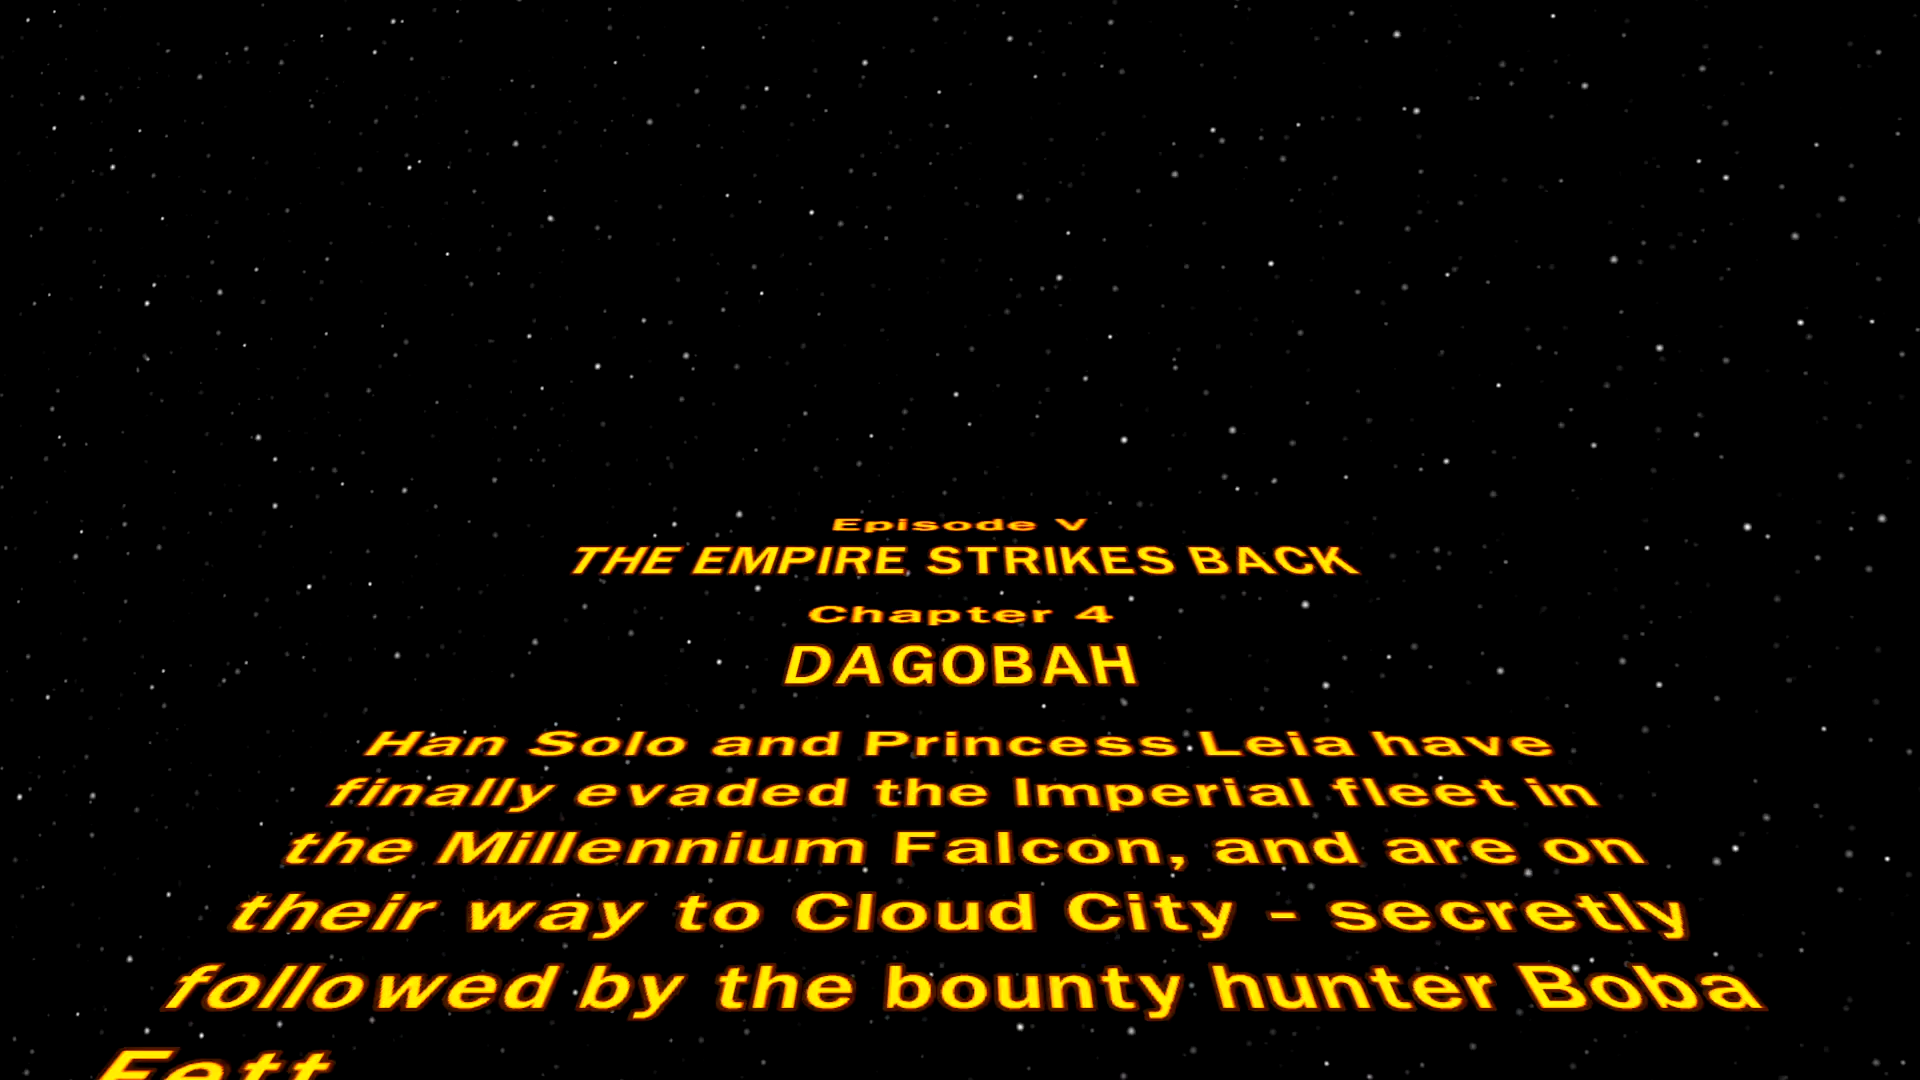 Episode V
THE EMPIRE STRIKES BACK
Chapter 4
DAGOBAH
Han Solo and Princess Leia have
finally evaded the Imperial fleet in
the Millennium Falcon, and are on
their way to Cloud City - secretly
followed by the bounty hunter Boba
Fett